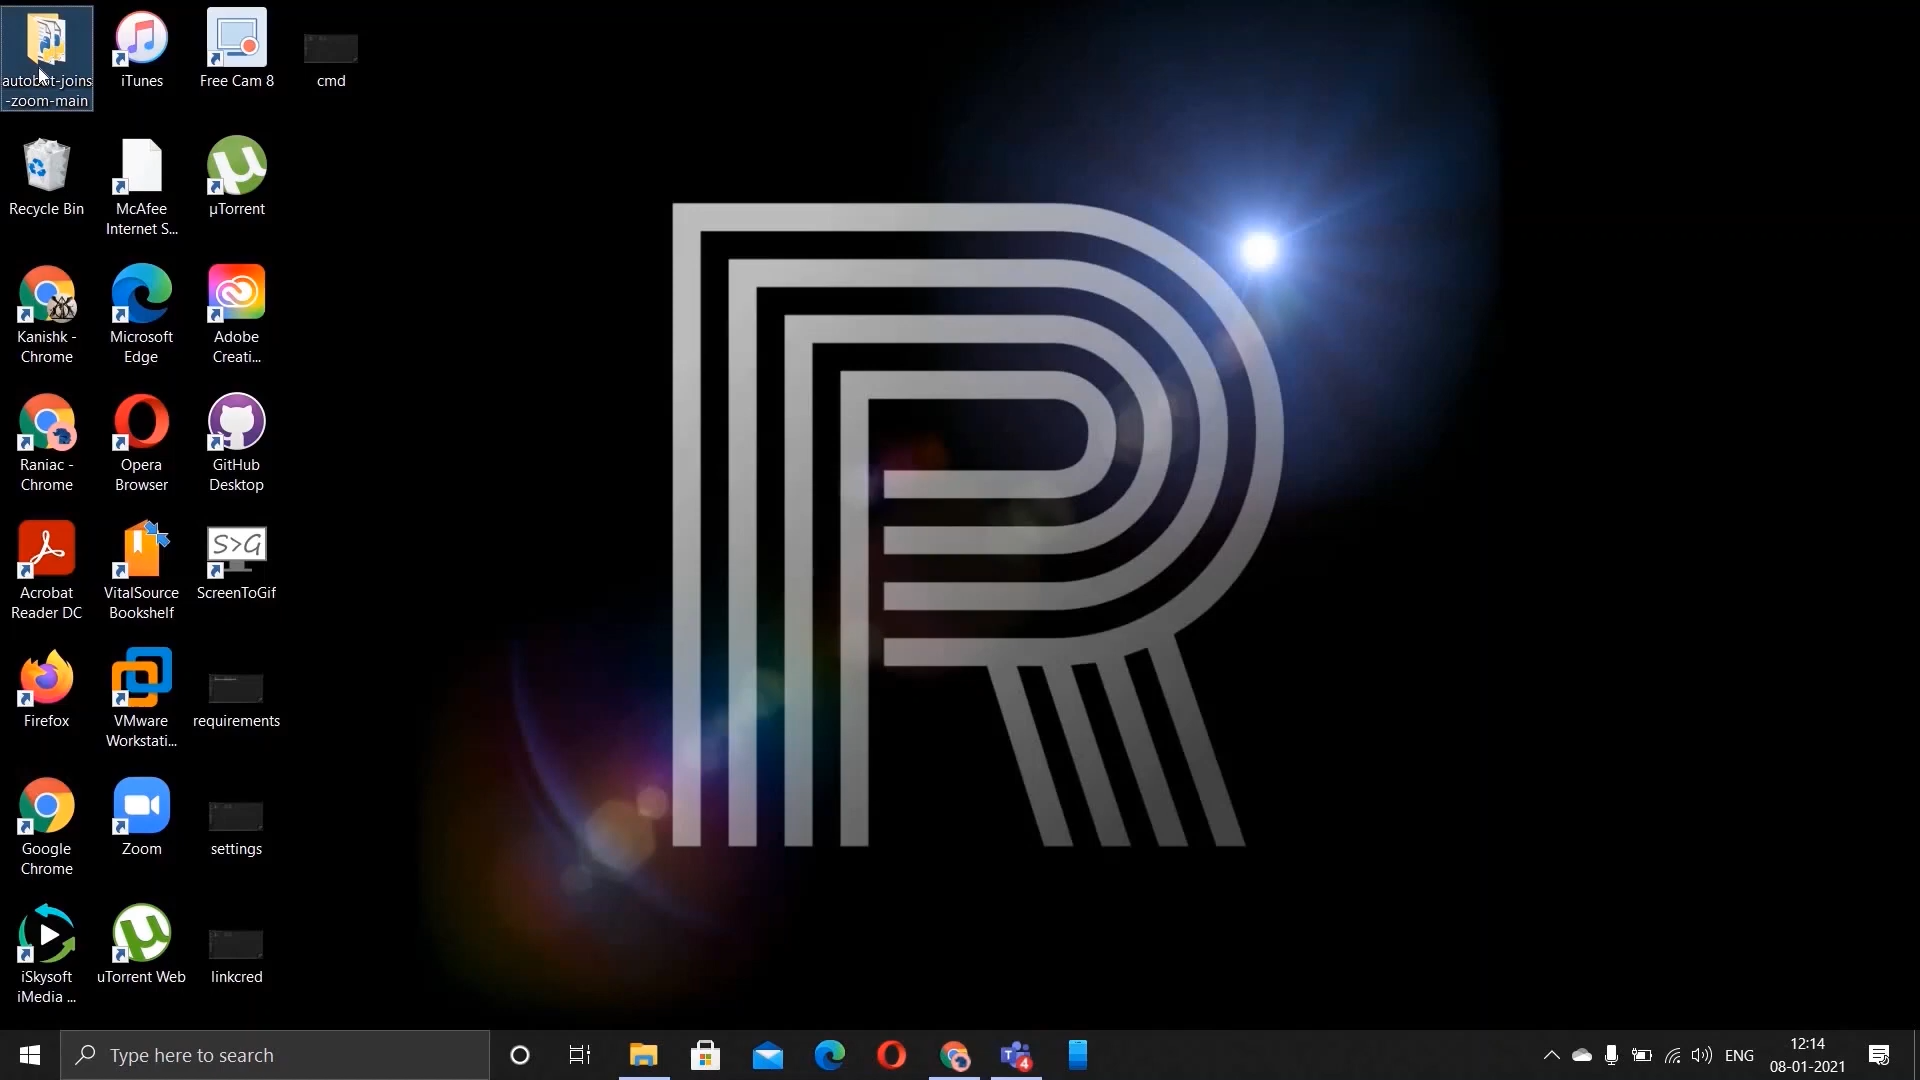 autobot-joins
-zoom-main
iTunes
Free Cam 8
cmd
Recycle Bin
McAfee
Internet S...
µTorrent
Kanishk -
Chrome
Microsoft
Edge
Adobe
Creati...
Raniac -
Chrome
Opera
Browser
GitHub
Desktop
Acrobat
Reader DC
VitalSource
Bookshelf
S>G
ScreenToGif
Firefox
VMware
Workstati...
requirements
Google
Chrome
Zoom
settings
iSkysoft
iMedia ...
uTorrent Web
linkcred
R
Type here to search
4
ENG
12:14
08-01-2021